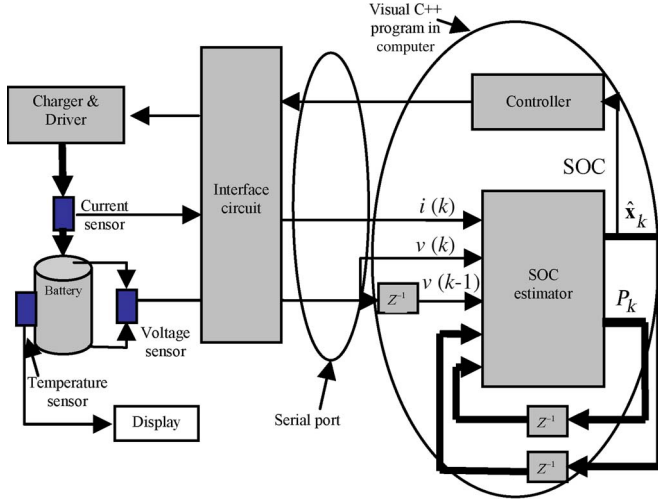 Visual C++
program in
computer
Charger &
Driver
Controller
Interface
circuit
SOC
Current
sensor
i (k)
x̂k
v (k)
Battery
v (k-1)
Z⁻¹
SOC
estimator
Pk
Voltage
sensor
Temperature
sensor
Display
Serial port
Z⁻¹
Z⁻¹